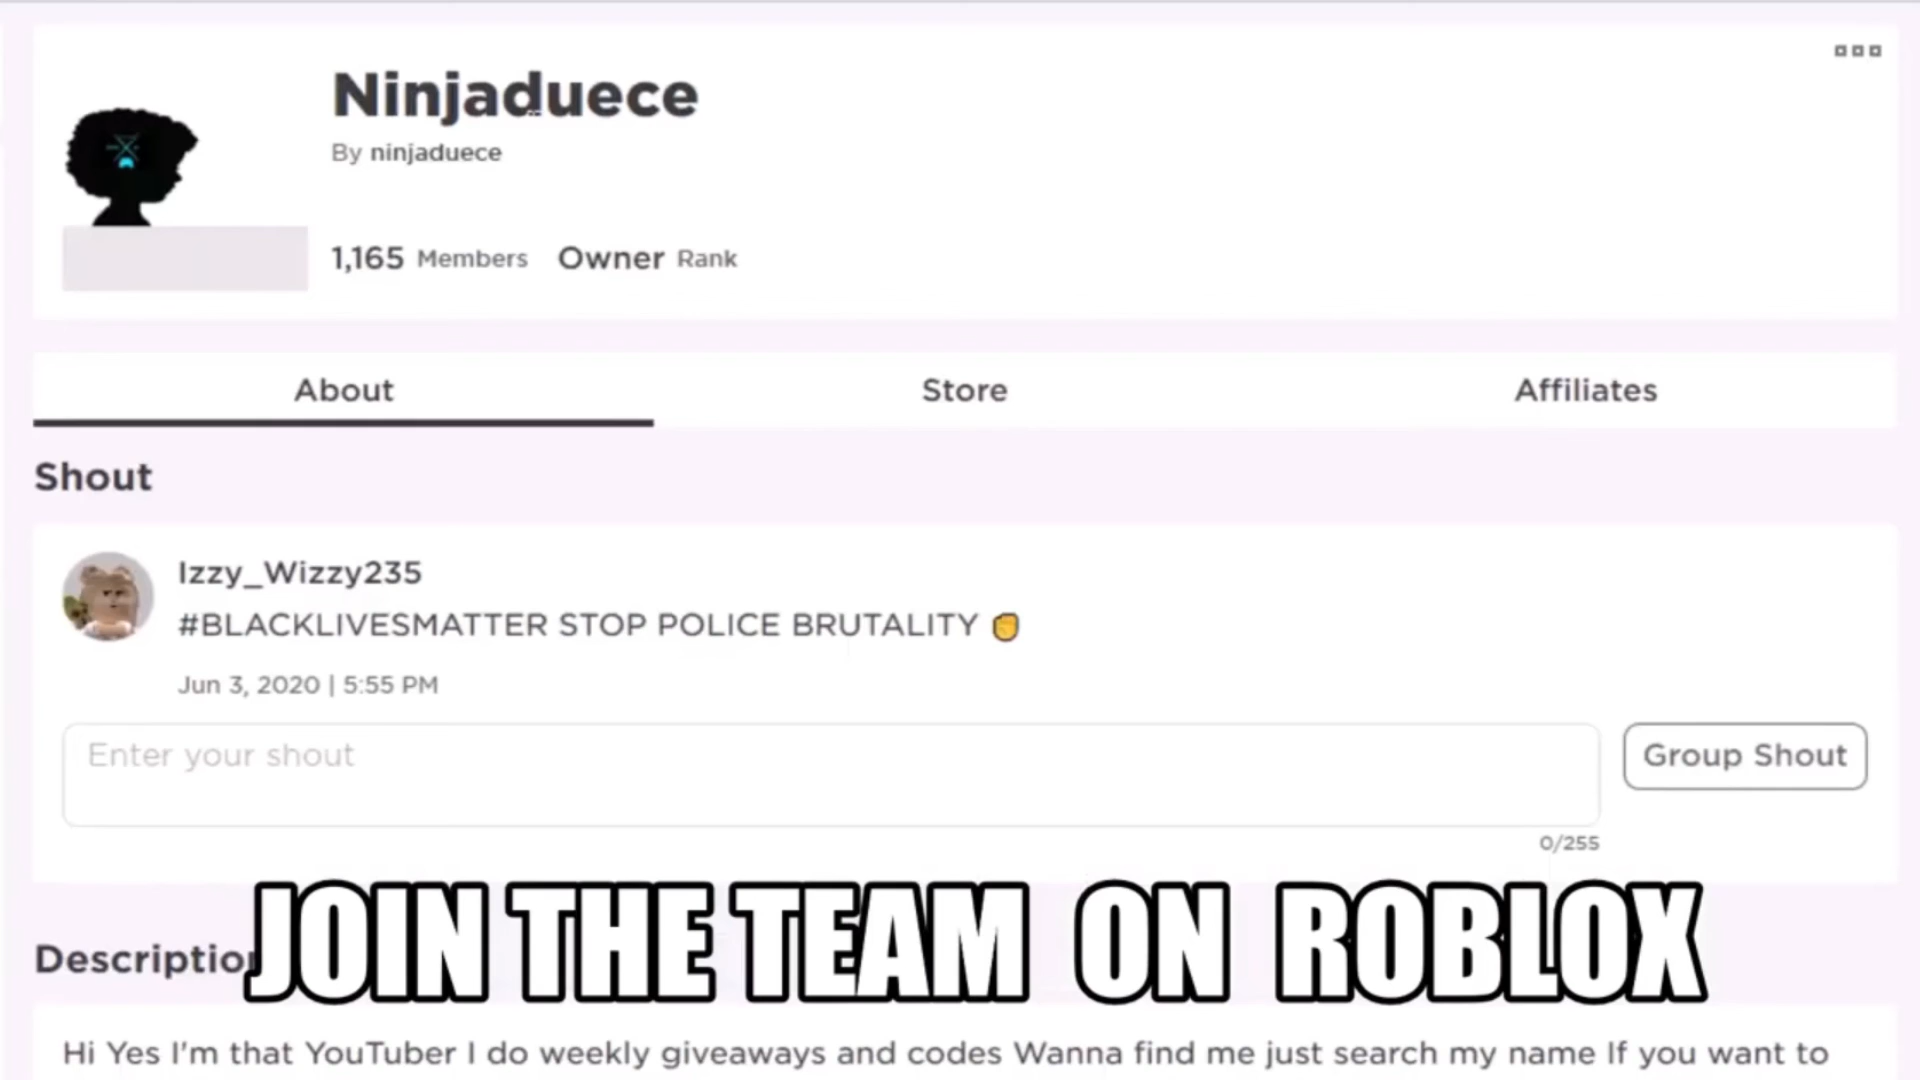 Ninjaduece
By ninjaduece
1,165 Members Owner Rank
About Store Affiliates
Shout
Izzy_Wizzy235
#BLACKLIVESMATTER STOP POLICE BRUTALITY ✊
Jun 3, 2020 | 5:55 PM
Enter your shout
Group Shout
0/255
JOIN THE TEAM ON ROBLOX
Description
Hi Yes I'm that YouTuber I do weekly giveaways and codes Wanna find me just search my name If you want to